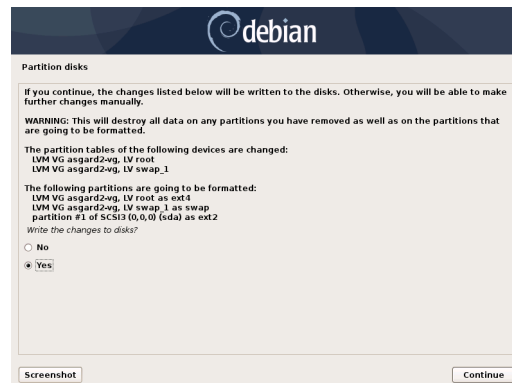 debian
Partition disks
If you continue, the changes listed below will be written to the disks. Otherwise, you will be able to make
further changes manually.
WARNING: This will destroy all data on any partitions you have removed as well as on the partitions that
are going to be formatted.
The partition tables of the following devices are changed:
LVM VG asgard2-vg, LV root
LVM VG asgard2-vg, LV swap_1
The following partitions are going to be formatted:
LVM VG asgard2-vg, LV root as ext4
LVM VG asgard2-vg, LV swap_1 as swap
partition #1 of SCSI3 (0,0,0) (sda) as ext2
Write the changes to disks?
No
Yes
Screenshot
Continue